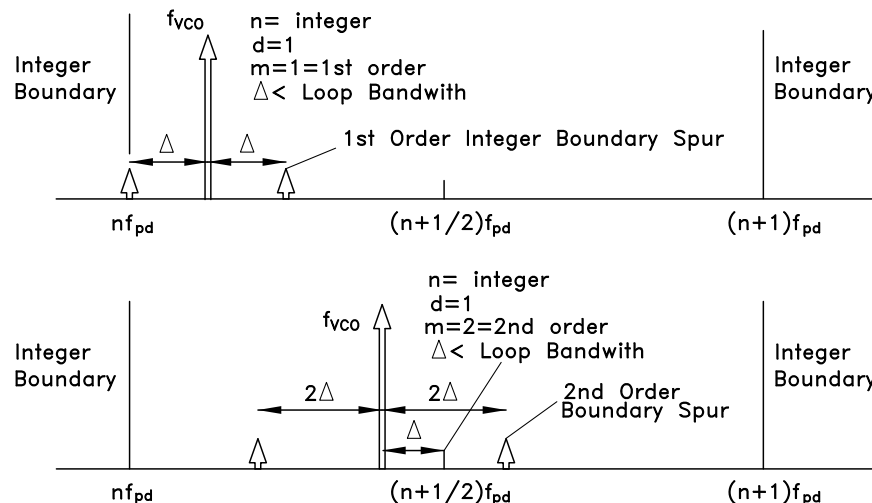 f_VCO
n= integer
d=1
m=1=1st order
Δ< Loop Bandwith
Integer
Boundary
Integer
Boundary
Δ
Δ
1st Order Integer Boundary Spur
nf_pd
(n+1/2)f_pd
(n+1)f_pd
n= integer
d=1
m=2=2nd order
Δ< Loop Bandwith
f_VCO
Integer
Boundary
Integer
Boundary
2Δ
2Δ
2nd Order
Boundary Spur
Δ
nf_pd
(n+1/2)f_pd
(n+1)f_pd